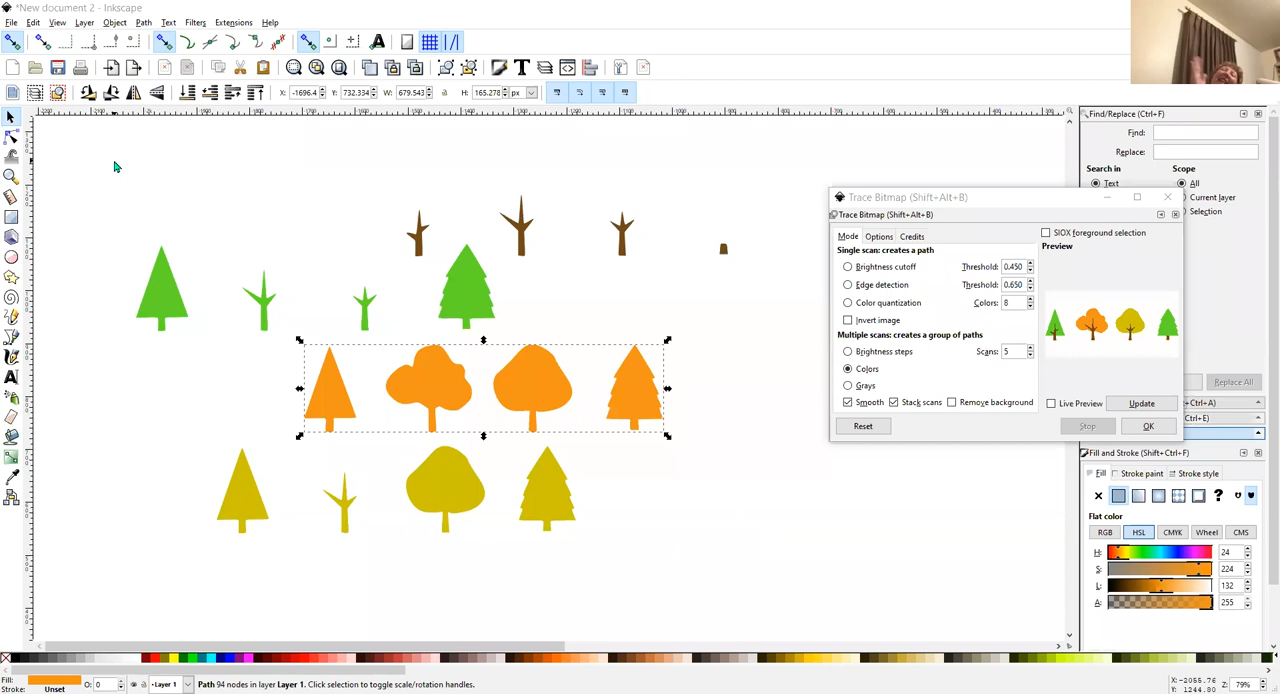 *New document 2 - Inkscape
File Edit View Layer Object Path Text Filters Extensions Help
X: -1696.4 Y: 732.334 W: 679.543 H: 165.278 px
Find/Replace (Ctrl+F)
Find:
Replace:
Search in Scope
Text All
Current layer
Selection
Replace All
Trace Bitmap (Shift+Alt+B)
Trace Bitmap (Shift+Alt+B)
Mode Options Credits
SIOX foreground selection
Single scan: creates a path
Preview
Brightness cutoff Threshold: 0.450
Edge detection Threshold: 0.650
Color quantization Colors: 8
Invert image
Multiple scans: creates a group of paths
Brightness steps Scans: 5
Colors
Grays
Smooth Stack scans Remove background
Live Preview Update
Reset Stop OK
Fill and Stroke (Shift+Ctrl+F)
Fill Stroke paint Stroke style
?
Flat color
RGB HSL CMYK Wheel CMS
H: 24
S: 224
L: 132
A: 255
Fill:
Stroke: Unset
O: 0
Layer 1
Path 94 nodes in layer Layer 1. Click selection to toggle scale/rotation handles.
X: -2055.76
Y: 1244.80
Z: 79%